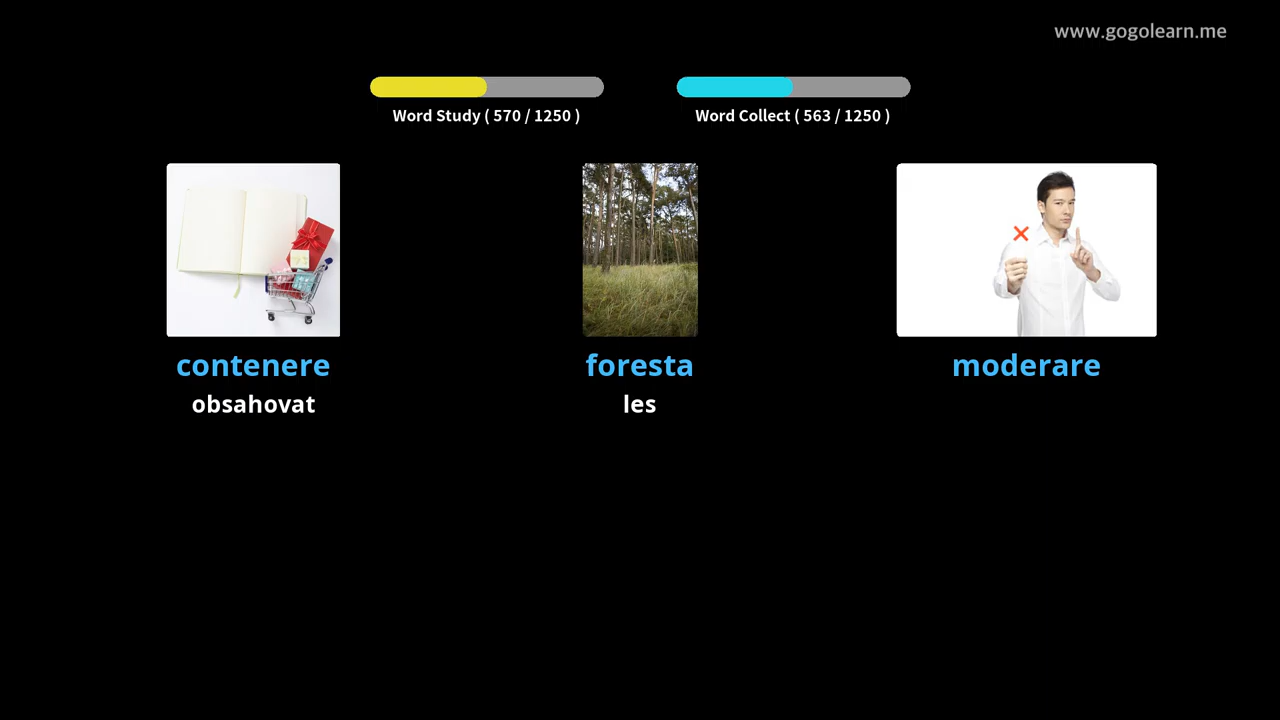 www.gogolearn.me
Word Study ( 570 / 1250 )
Word Collect ( 563 / 1250 )
contenere
foresta
moderare
obsahovat
les